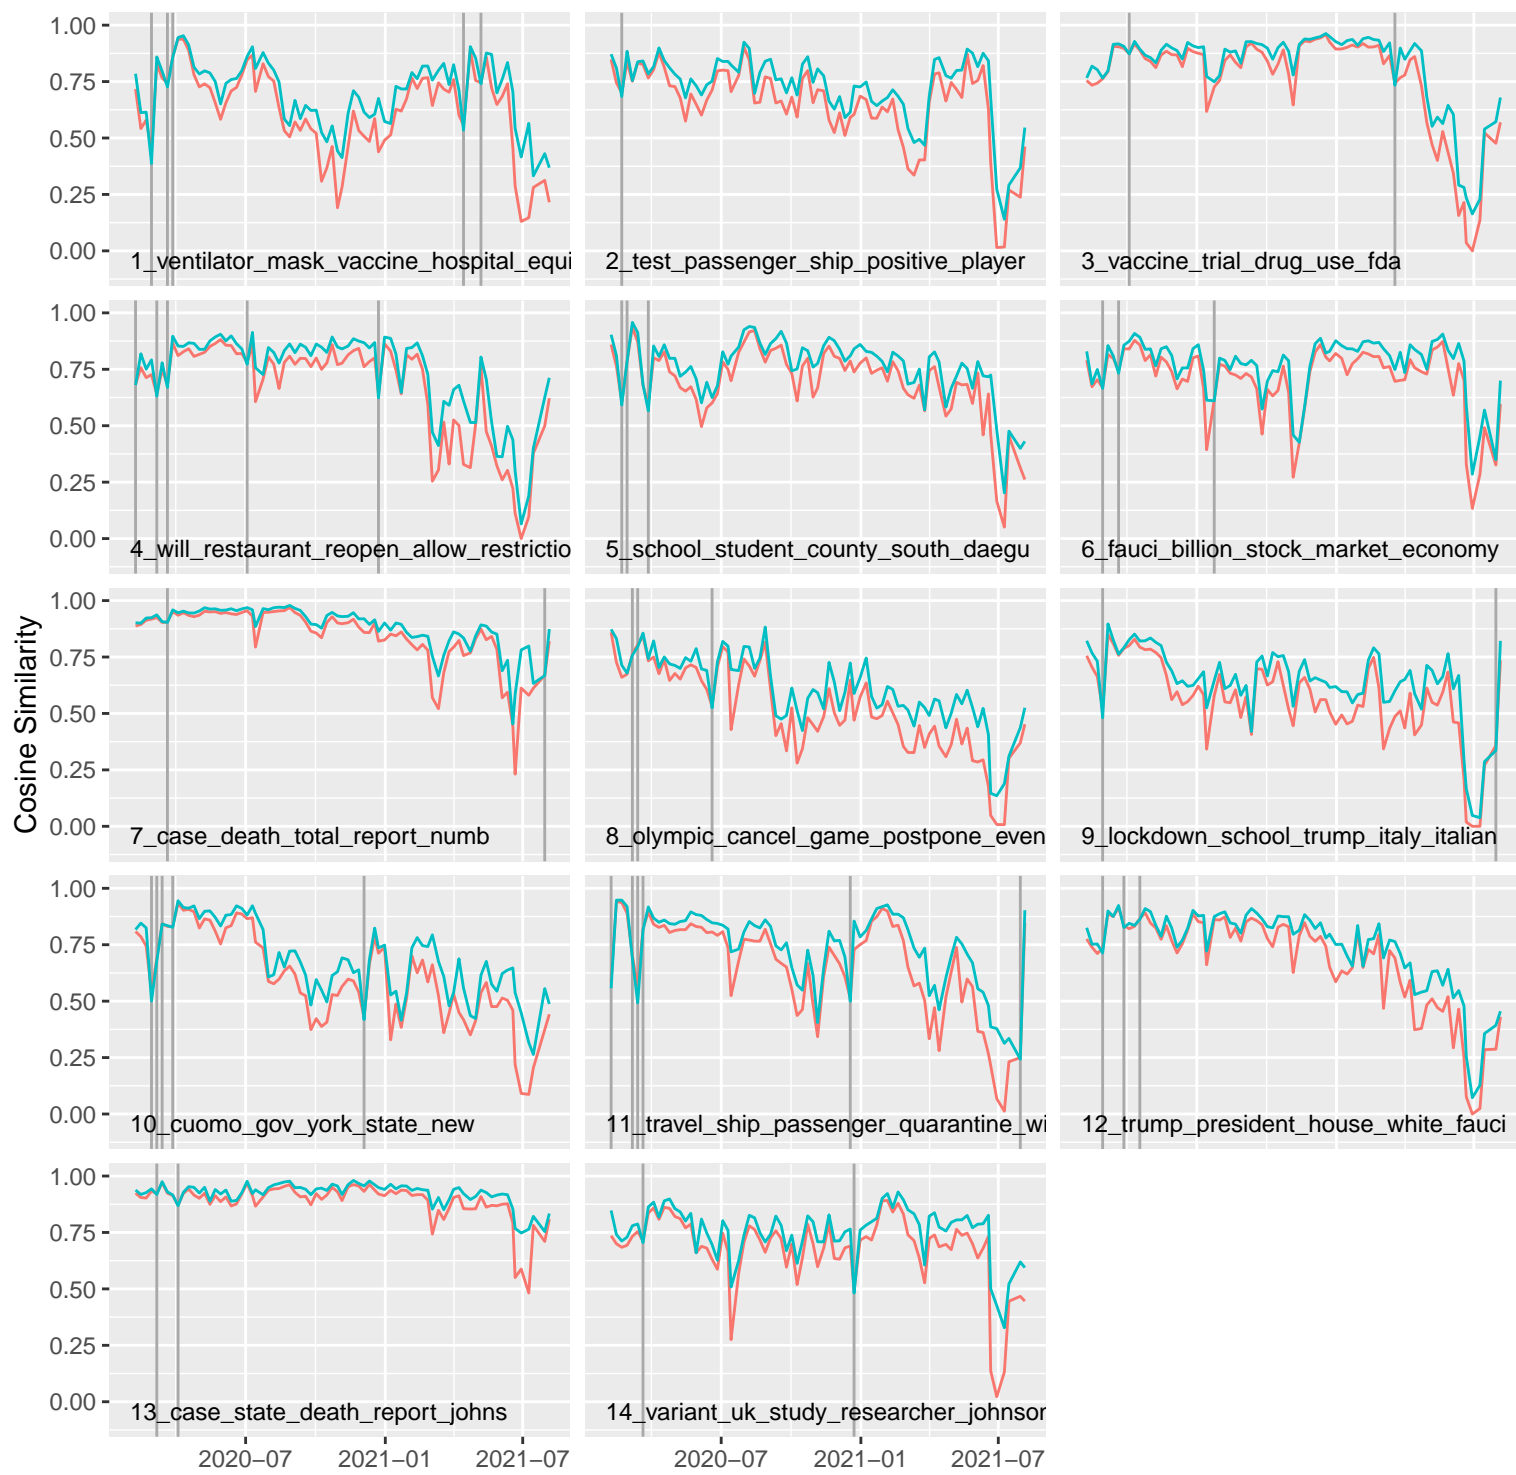 1.00
0.75
0.50
0.25
0.00
1_ventilator_mask_vaccine_hospital_equi
2_test_passenger_ship_positive_player
3_vaccine_trial_drug_use_fda
1.00
0.75
0.50
0.25
0.00
4_will_restaurant_reopen_allow_restrictio
5_school_student_county_south_daegu
6_fauci_billion_stock_market_economy
Cosine Similarity
1.00
0.75
0.50
0.25
0.00
7_case_death_total_report_numb
8_olympic_cancel_game_postpone_even
9_lockdown_school_trump_italy_italian
1.00
0.75
0.50
0.25
0.00
10_cuomo_gov_york_state_new
11_travel_ship_passenger_quarantine_wi
12_trump_president_house_white_fauci
1.00
0.75
0.50
0.25
0.00
13_case_state_death_report_johns
14_variant_uk_study_researcher_johnson
2020−07 2021−01 2021−07
2020−07 2021−01 2021−07